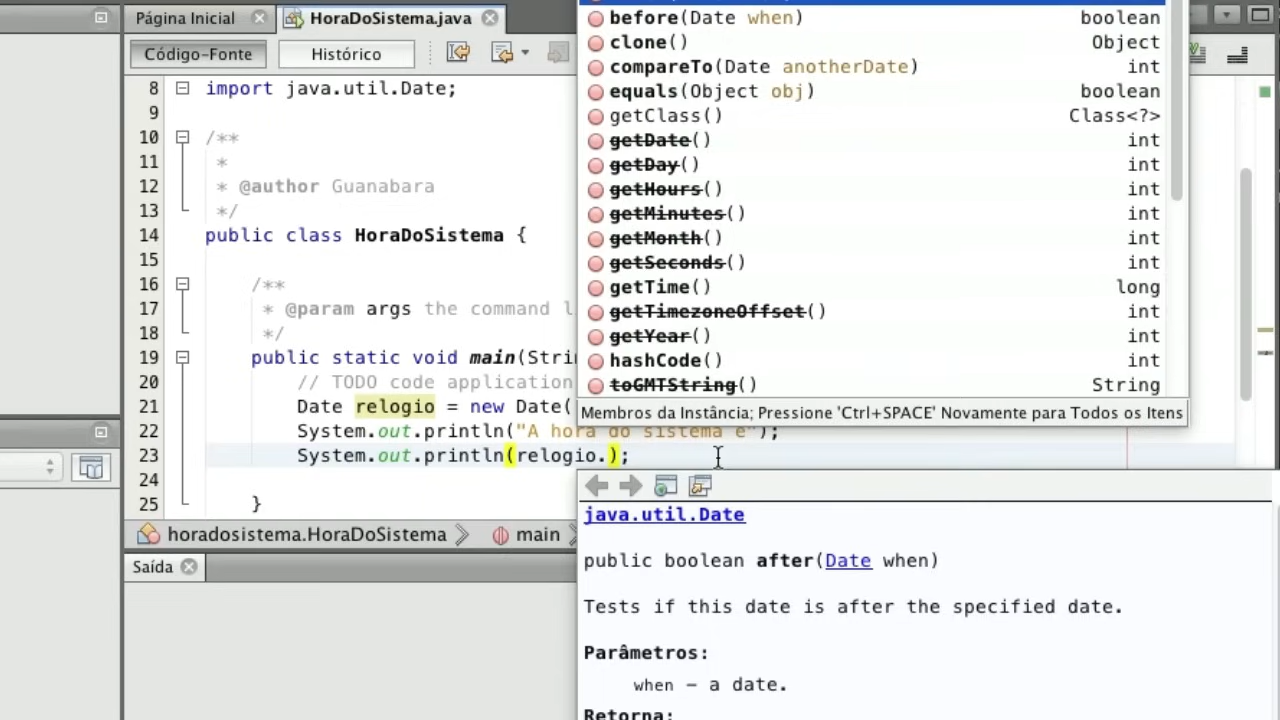 Página Inicial
HoraDoSistema.java
Código-Fonte
Histórico
8 import java.util.Date;
9
10 /**
11 *
12 * @author Guanabara
13 */
14 public class HoraDoSistema {
15
16 /**
17 * @param args the command l
18 */
19 public static void main(Strin
20 // TODO code application
21 Date relogio = new Date(
22 System.out.println("A hora do sistema é");
23 System.out.println(relogio.);
24
25 }
horadosistema.HoraDoSistema
main
Saída
before(Date when) boolean
clone() Object
compareTo(Date anotherDate) int
equals(Object obj) boolean
getClass() Class<?>
getDate() int
getDay() int
getHours() int
getMinutes() int
getMonth() int
getSeconds() int
getTime() long
getTimezoneOffset() int
getYear() int
hashCode() int
toGMTString() String
Membros da Instância; Pressione 'Ctrl+SPACE' Novamente para Todos os Itens
java.util.Date
public boolean after(Date when)
Tests if this date is after the specified date.
Parâmetros:
when – a date.
Retorna: